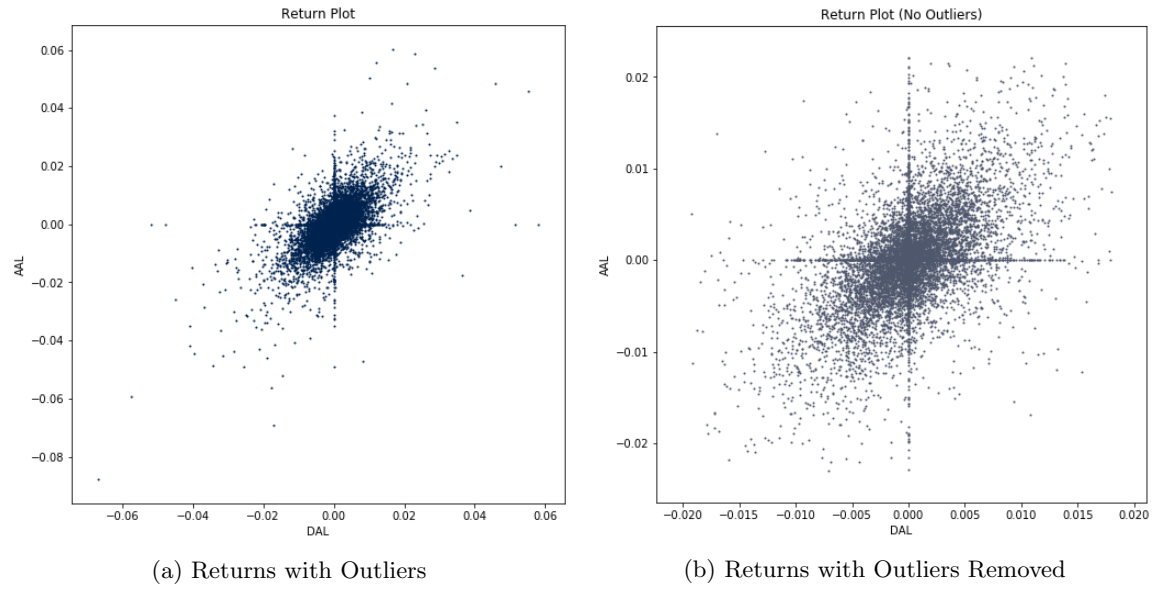 Return Plot
0.06
0.04
0.02
0.00
−0.02
−0.04
−0.06
−0.08
AAL
−0.06 −0.04 −0.02 0.00 0.02 0.04 0.06
DAL
(a) Returns with Outliers
Return Plot (No Outliers)
0.02
0.01
0.00
−0.01
−0.02
AAL
−0.020 −0.015 −0.010 −0.005 0.000 0.005 0.010 0.015 0.020
DAL
(b) Returns with Outliers Removed